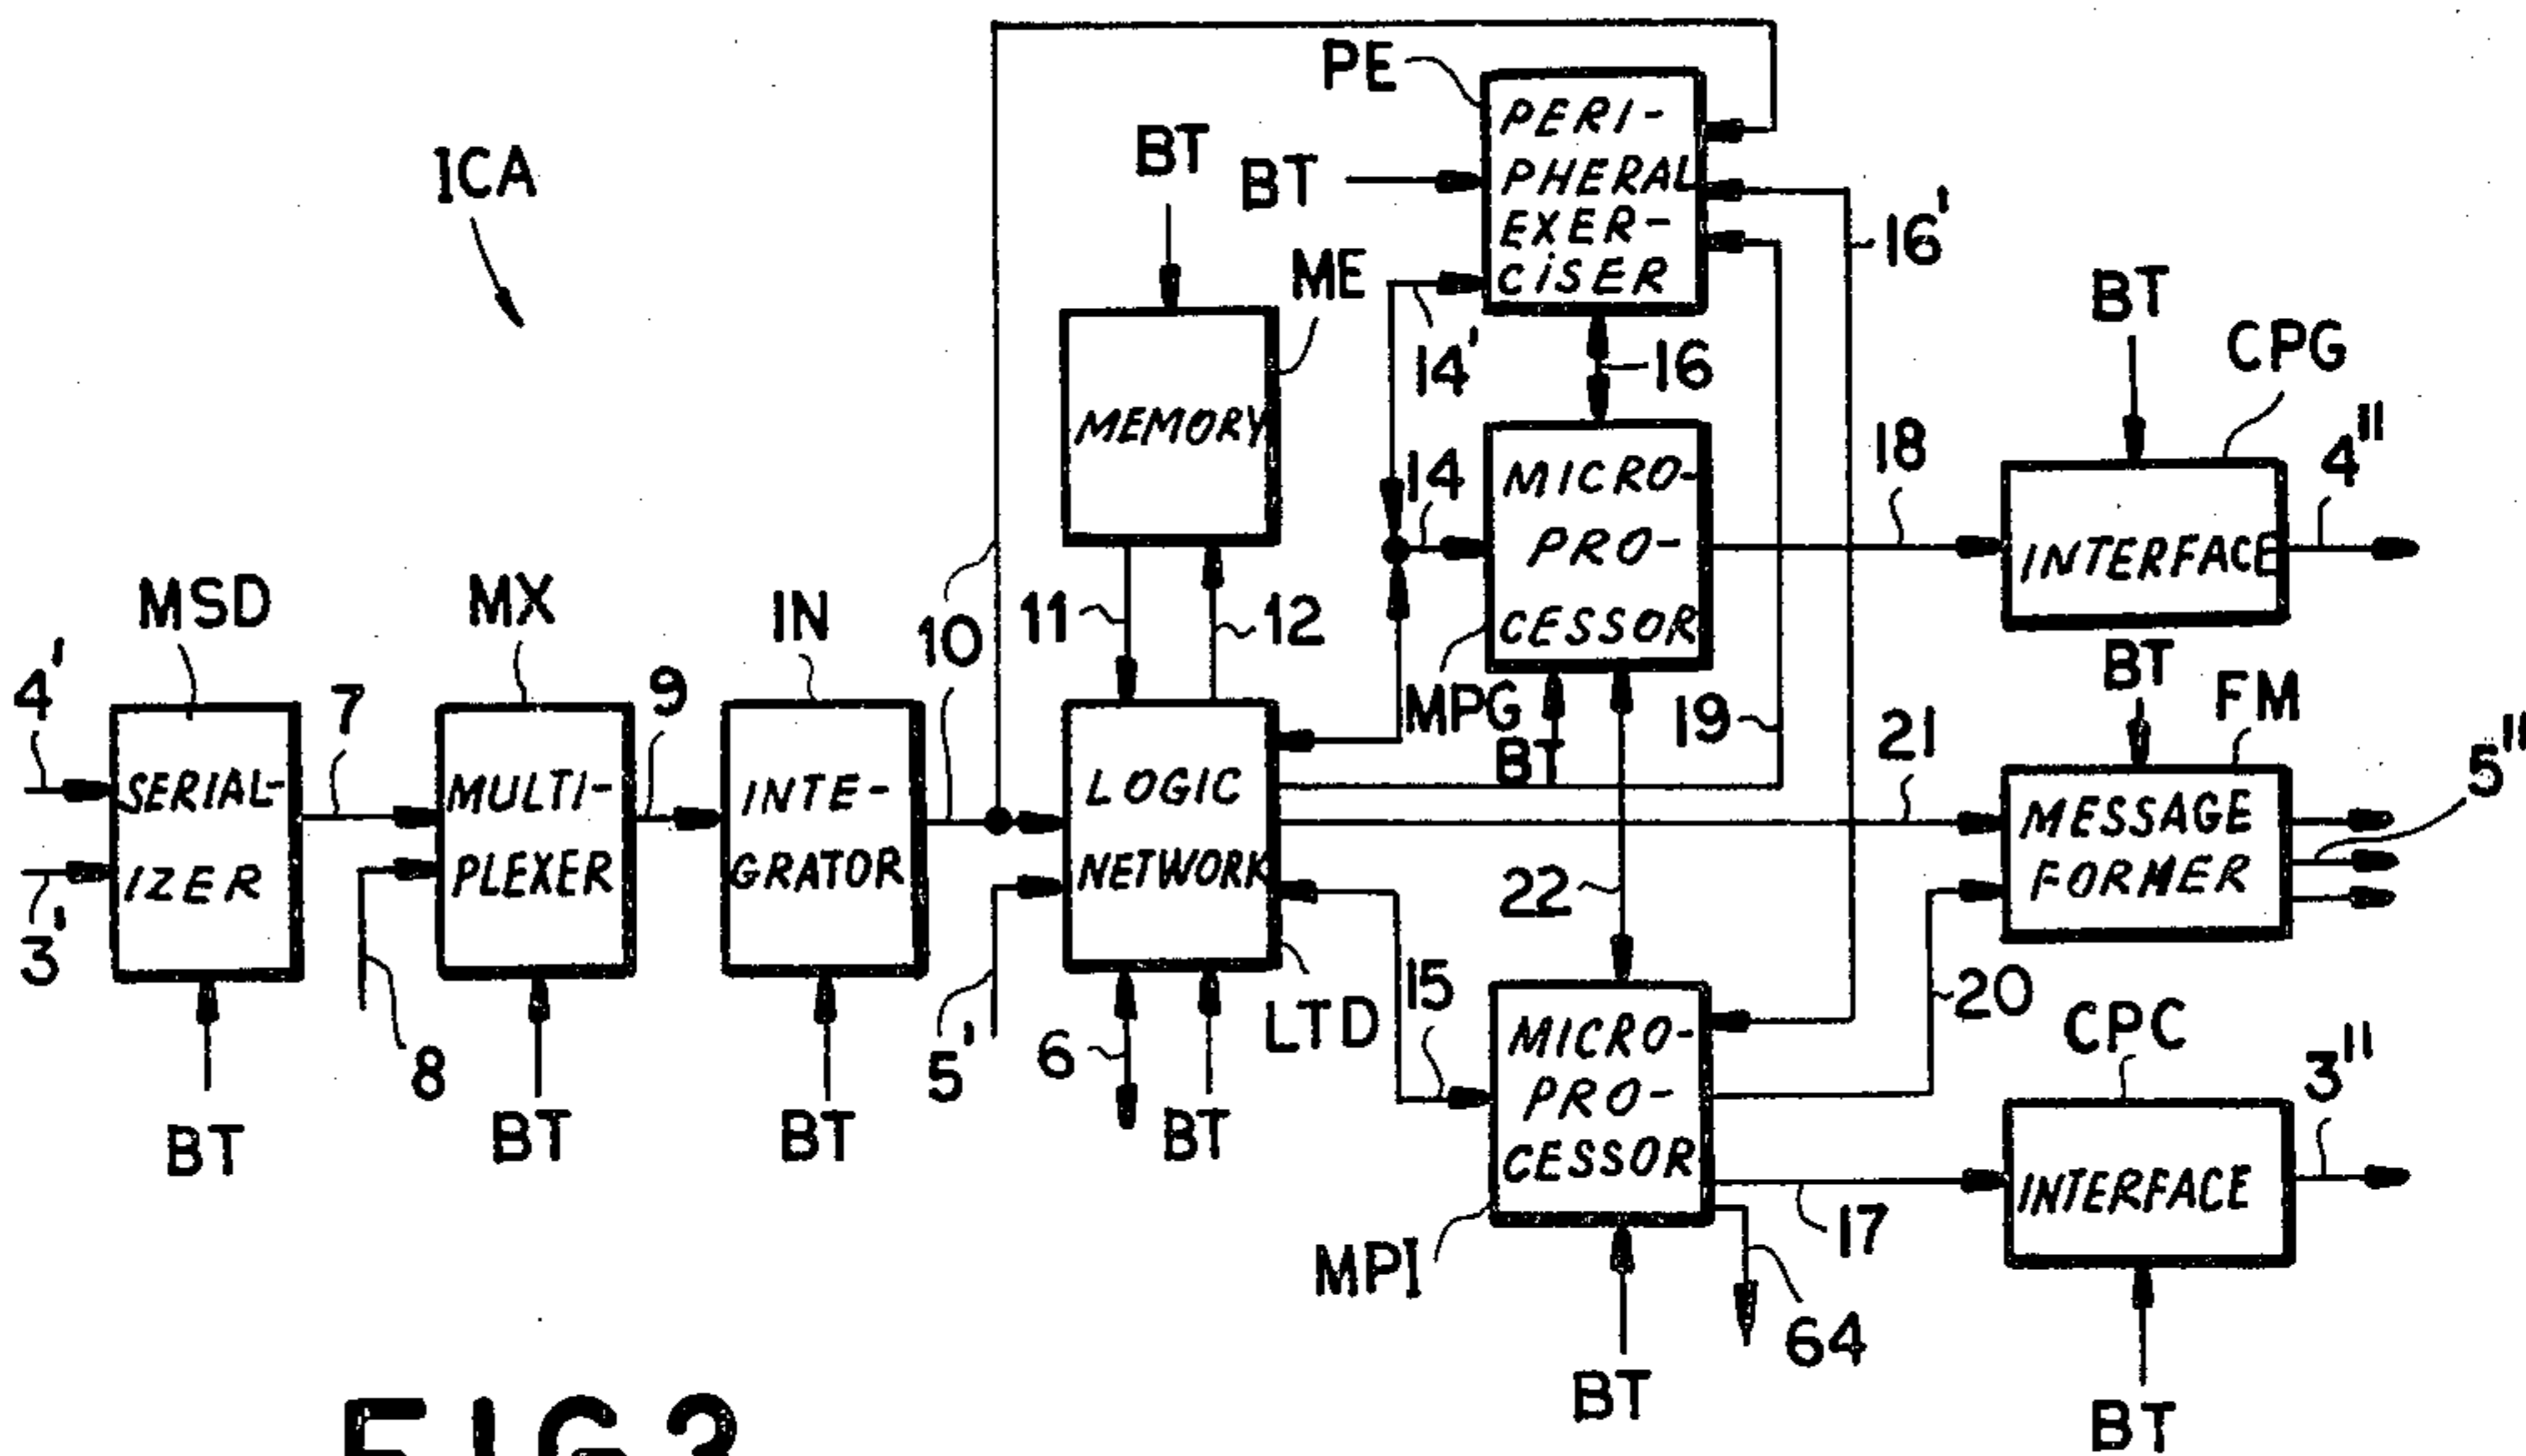 PE
PERI-
PHERAL
EXER-
CISER
BT
BT
ICA
16'
ME
14'
16
BT
CPG
MEMORY
MICRO-
PRO-
CESSOR
14
18
4"
INTERFACE
MSD
MX
IN
10
11
12
4'
7
9
MPG
BT
19
21
BT
FM
5"
SERIAL-
IZER
MULTI-
PLEXER
INTE-
GRATOR
LOGIC
NETWORK
MESSAGE
FORMER
3'
22
8
5'
6
LTD
15
20
CPC
3"
BT
BT
BT
BT
MICRO-
PRO-
CESSOR
INTERFACE
MPI
17
64
BT
BT
FIG 2